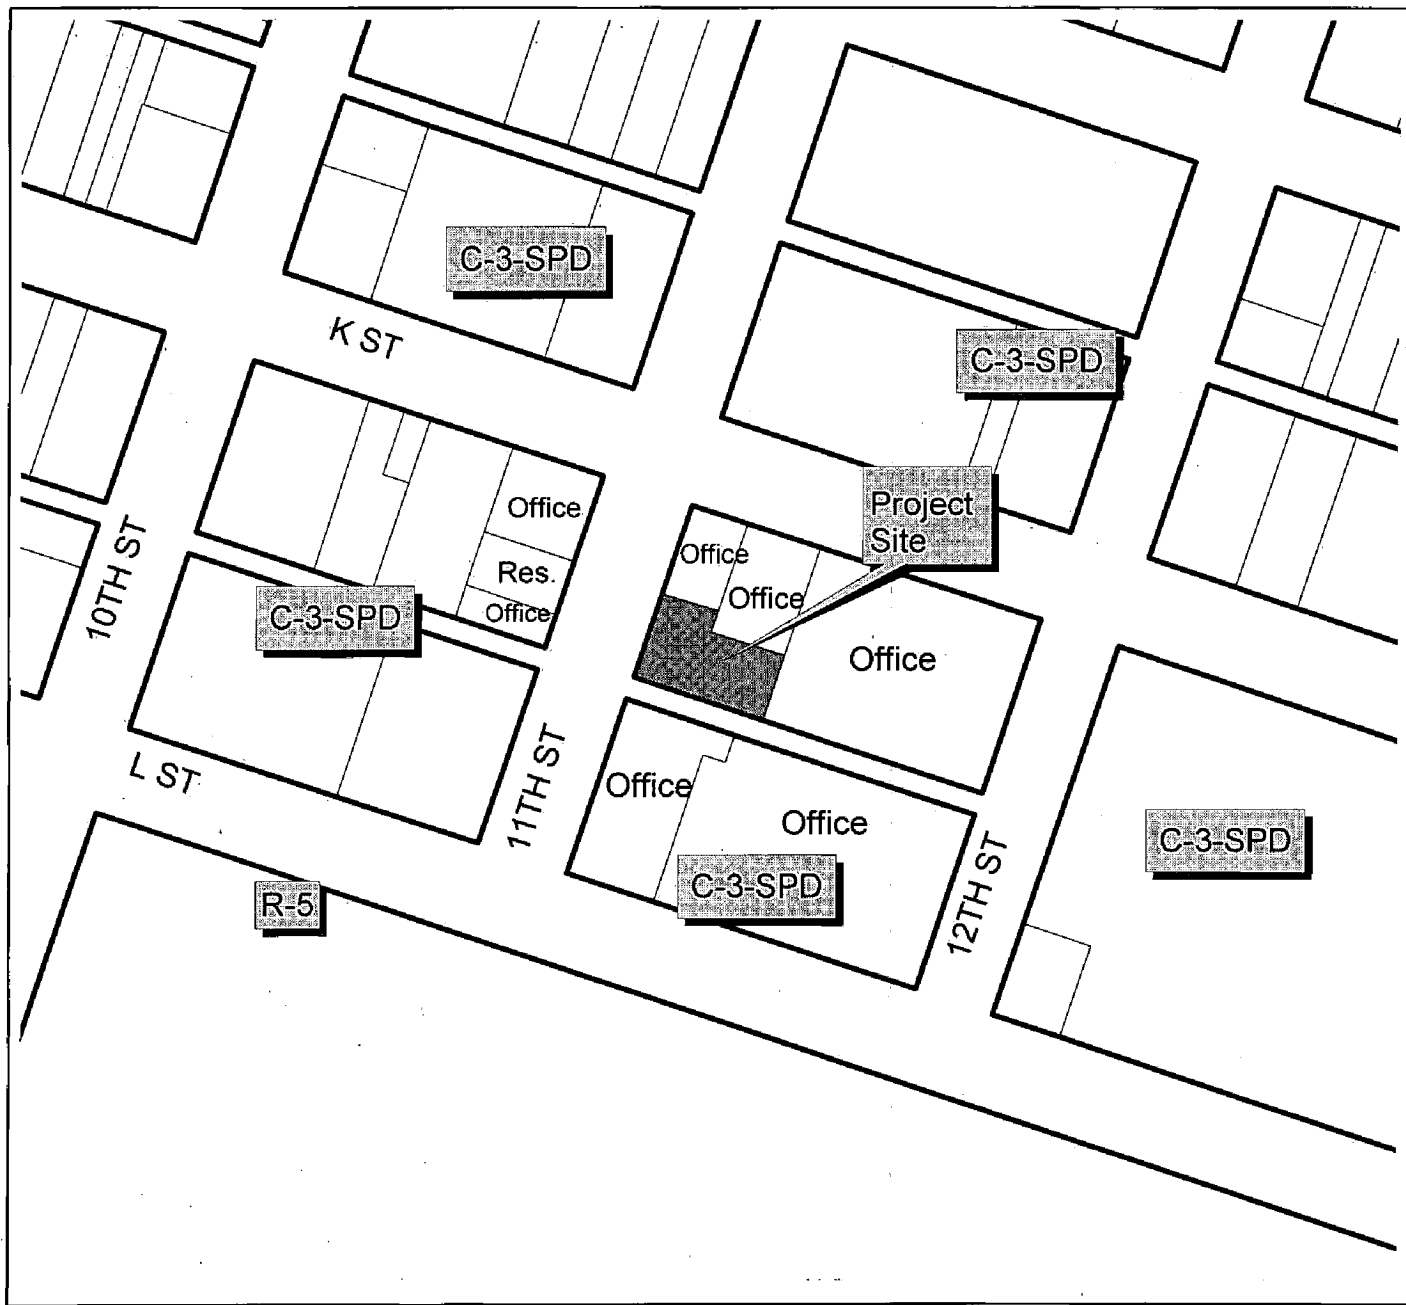 C-3-SPD
K ST
C-3-SPD
Project
Site
Office
Res.
Office
Office
Office
Office
C-3-SPD
10TH ST
L ST
11TH ST
Office
Office
C-3-SPD
12TH ST
C-3-SPD
R-5